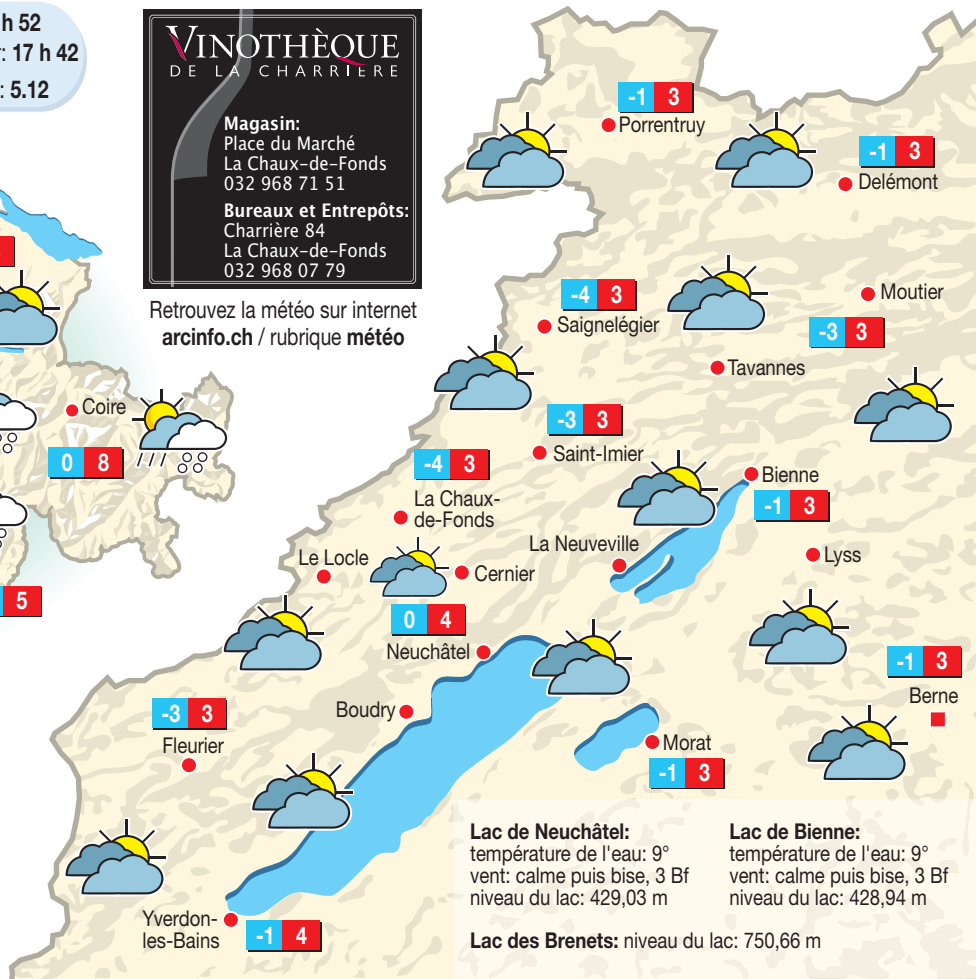 h 52
: 17 h 42
: 5.12
VINOTHÈQUE
DE LA CHARRIÈRE
Magasin:
Place du Marché
La Chaux-de-Fonds
032 968 71 51
Bureaux et Entrepôts:
Charrière 84
La Chaux-de-Fonds
032 968 07 79
Retrouvez la météo sur internet
arcinfo.ch / rubrique météo
-1 3
Porrentruy
-1 3
Delémont
-4 3
Saignelégier
Moutier
-3 3
Tavannes
Coire
0 8
-3 3
Saint-Imier
-4 3
La Chaux-
de-Fonds
Bienne
-1 3
La Neuveville
Lyss
Le Locle
Cernier
5
0 4
Neuchâtel
-1 3
Berne
Boudry
-3 3
Fleurier
Morat
-1 3
Yverdon-
les-Bains
-1 4
Lac de Neuchâtel:
température de l'eau: 9°
vent: calme puis bise, 3 Bf
niveau du lac: 429,03 m
Lac de Bienne:
température de l'eau: 9°
vent: calme puis bise, 3 Bf
niveau du lac: 428,94 m
Lac des Brenets: niveau du lac: 750,66 m